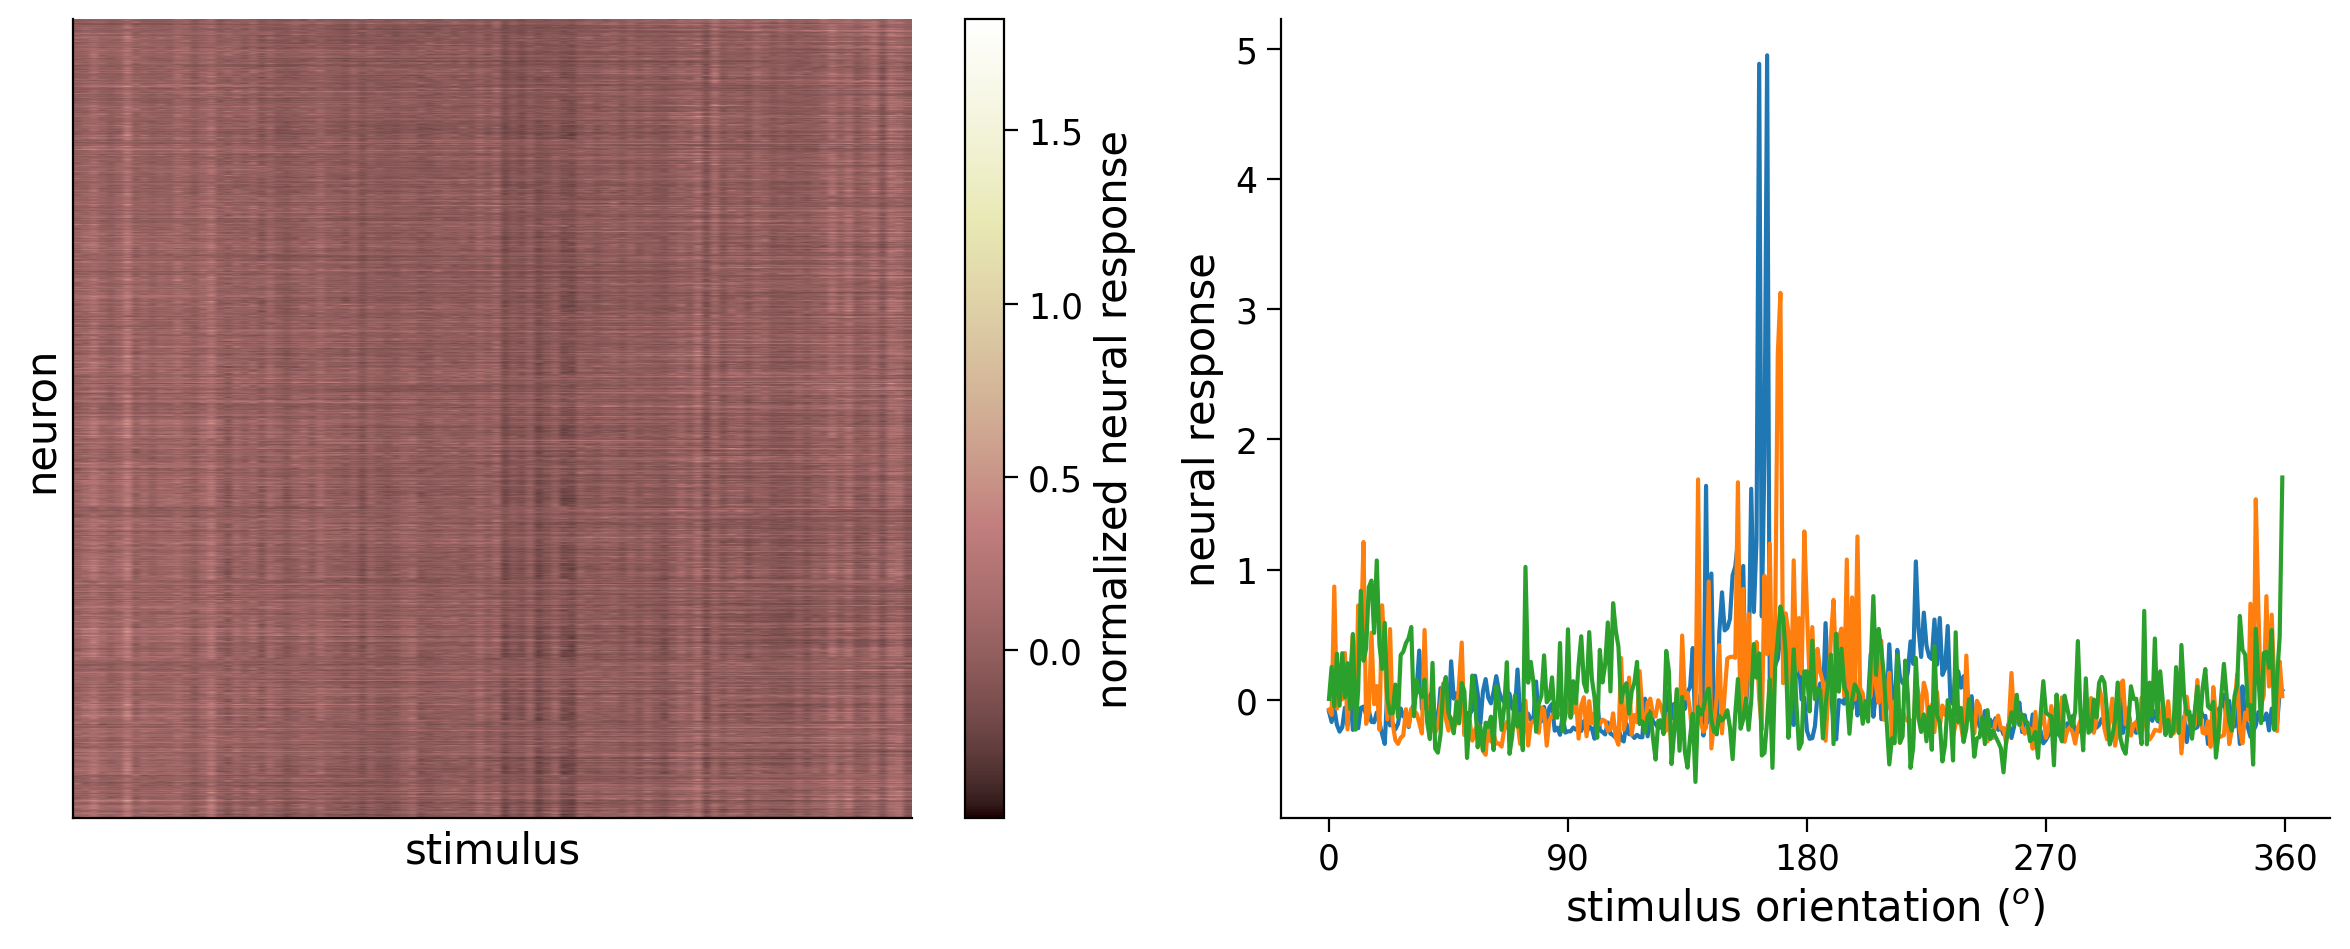 neuron
stimulus
1.5
1.0
0.5
0.0
normalized neural response
neural response
5
4
3
2
1
0
0 90 180 270 360
stimulus orientation (º)